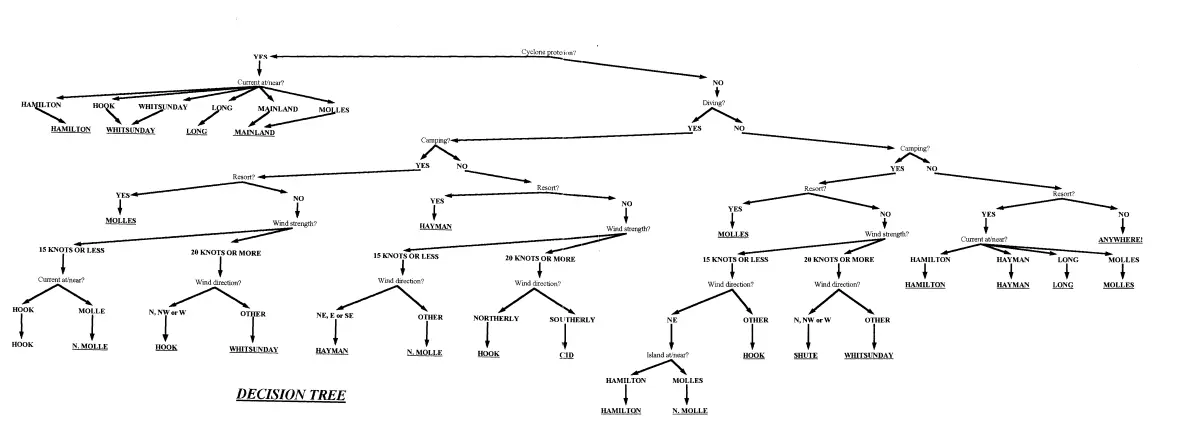 Cyclone protction?
YES
NO
Current at/near?
Diving?
HAMILTON HOOK WHITSUNDAY LONG MAINLAND MOLLES
HAMILTON WHITSUNDAY LONG MAINLAND
YES NO
Camping? Camping?
YES NO YES NO
Resort? Resort? Resort? Resort?
YES NO YES NO YES NO YES NO
MOLLES HAYMAN MOLLES ANYWHERE!
Wind strength? Wind strength? Wind strength? Current at/near?
15 KNOTS OR LESS 20 KNOTS OR MORE 15 KNOTS OR LESS 20 KNOTS OR MORE 15 KNOTS OR LESS 20 KNOTS OR MORE HAMILTON HAYMAN LONG MOLLES
Current at/near? Wind direction? Wind direction? Wind direction? Wind direction? Wind direction? HAMILTON HAYMAN LONG MOLLES
HOOK MOLLE N, NW or W OTHER NE, E or SE OTHER NORTHERLY SOUTHERLY NE OTHER N, NW or W OTHER
HOOK N. MOLLE HOOK WHITSUNDAY HAYMAN N. MOLLE HOOK CID Island at/near? HOOK SHUTE WHITSUNDAY
HAMILTON MOLLES
HAMILTON N. MOLLE
DECISION TREE